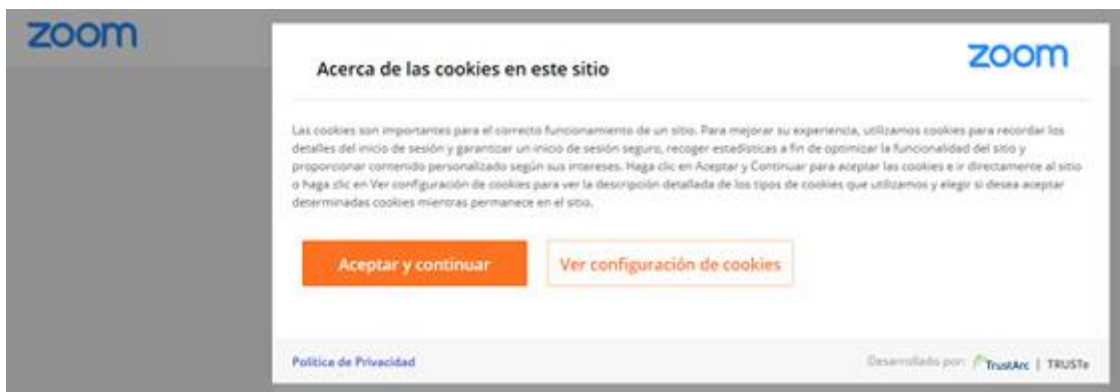 zoom
zoom
Acerca de las cookies en este sitio
Las cookies son importantes para el correcto funcionamiento de un sitio. Para mejorar su experiencia, utilizamos cookies para recordar los
detalles del inicio de sesión y garantizar un inicio de sesión seguro, recoger estadísticas a fin de optimizar la funcionalidad del sitio y
proporcionar contenido personalizado según sus intereses. Haga clic en Aceptar y Continuar para aceptar las cookies e ir directamente al sitio
o haga clic en Ver configuración de cookies para ver la descripción detallada de los tipos de cookies que utilizamos y elegir si desea aceptar
determinadas cookies mientras permanece en el sitio.
Aceptar y continuar
Ver configuración de cookies
Política de Privacidad
Desarrollado por: TrustArc | TRUSTe